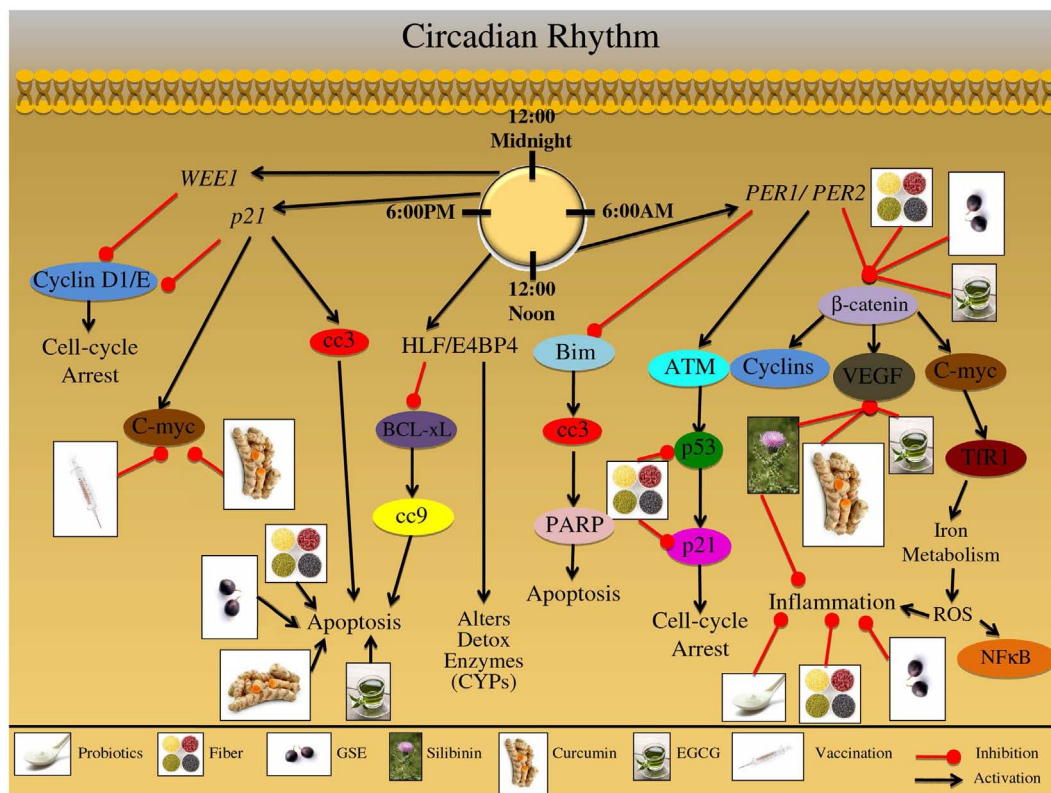 Circadian Rhythm
12:00
Midnight
WEE1
PER1/ PER2
p21
6:00PM
6:00AM
Cyclin D1/E
12:00
Noon
β-catenin
Cell-cycle
Arrest
cc3
HLF/E4BP4
Bim
ATM
Cyclins
VEGF
C-myc
C-myc
BCL-xL
cc3
p53
TfR1
cc9
PARP
p21
Iron
Metabolism
Apoptosis
Apoptosis
Alters
Detox
Enzymes
(CYPs)
Cell-cycle
Arrest
Inflammation
ROS
NFκB
Probiotics
Fiber
GSE
Silibinin
Curcumin
EGCG
Vaccination
Inhibition
Activation